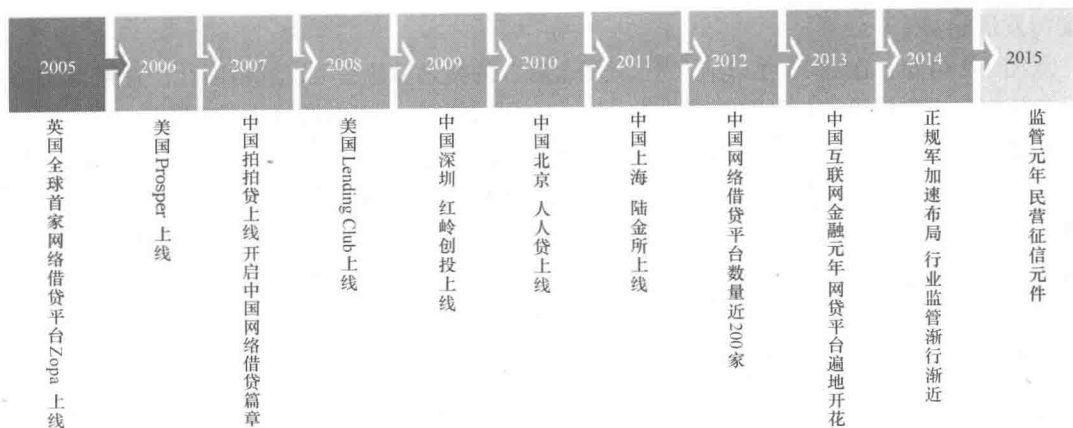 2005
2006
2007
2008
2009
2010
2011
2012
2013
2014
2015
英国全球首家网络借贷平台Zopa 上线
美国Prosper 上线
中国拍拍贷上线 开启中国网络借贷篇章
美国Lending Club上线
中国深圳 红岭创投上线
中国北京 人人贷上线
中国上海 陆金所上线
中国网络借贷平台数量近200家
中国互联网金融元年 网贷平台遍地开花
正规军加速布局 行业监管渐行渐近
监管元年民营征信元件